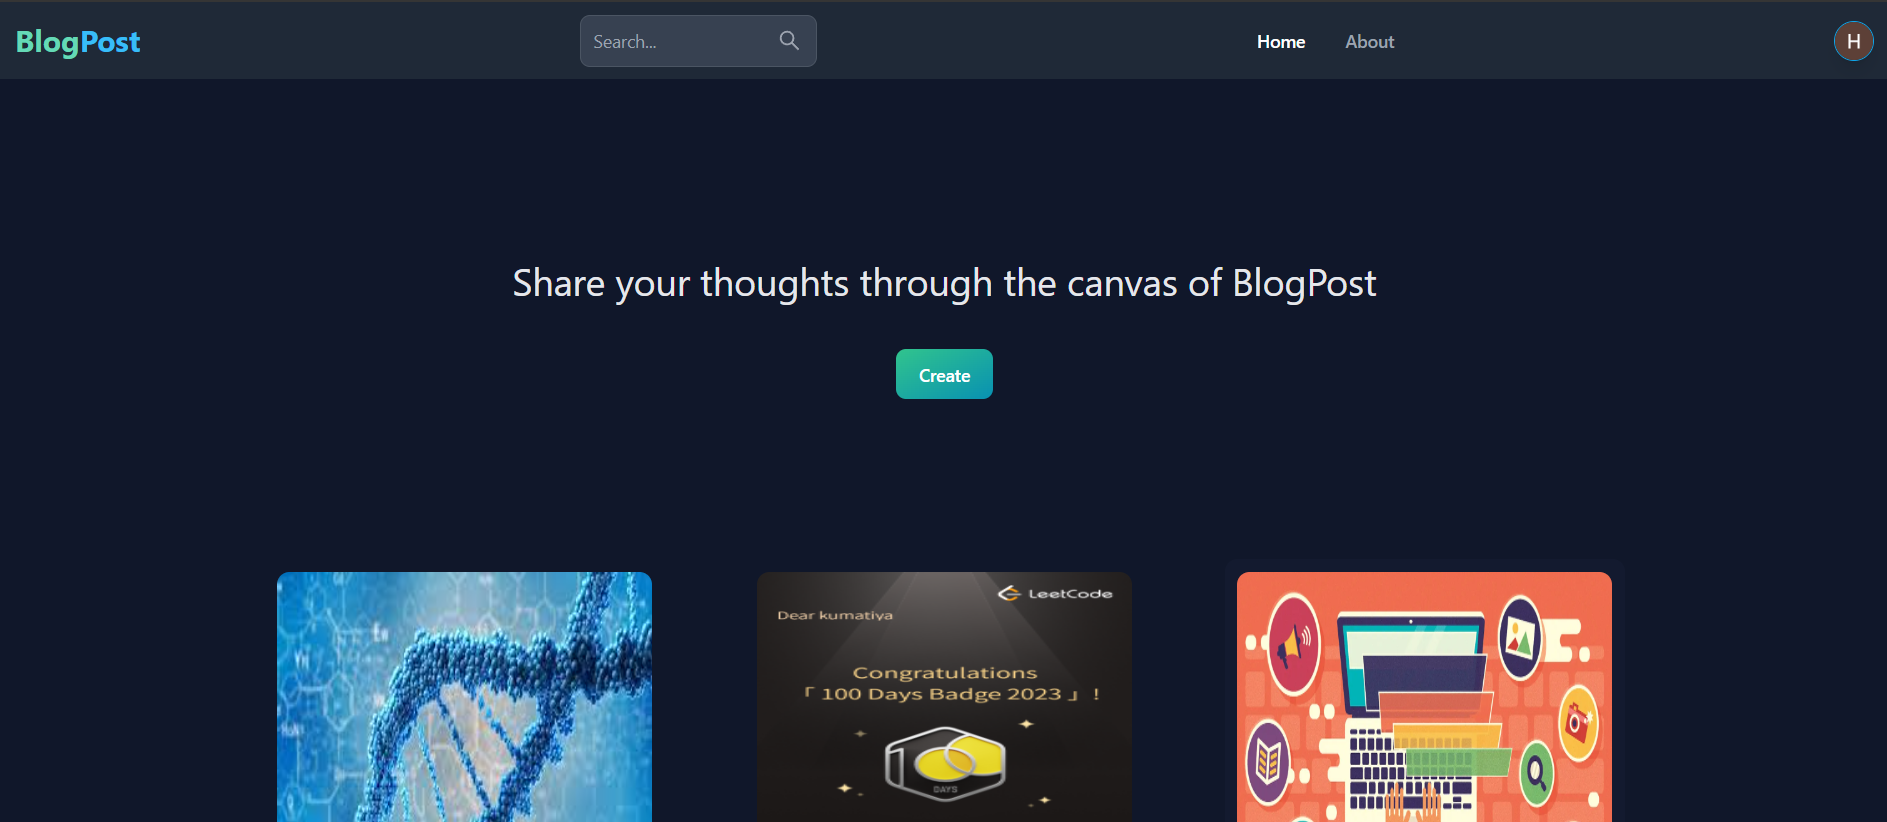 BlogPost
Search...
Home
About
H
Share your thoughts through the canvas of BlogPost
Create
LeetCode
Dear kumatiya
Congratulations
「 100 Days Badge 2023 」 !
DAYS